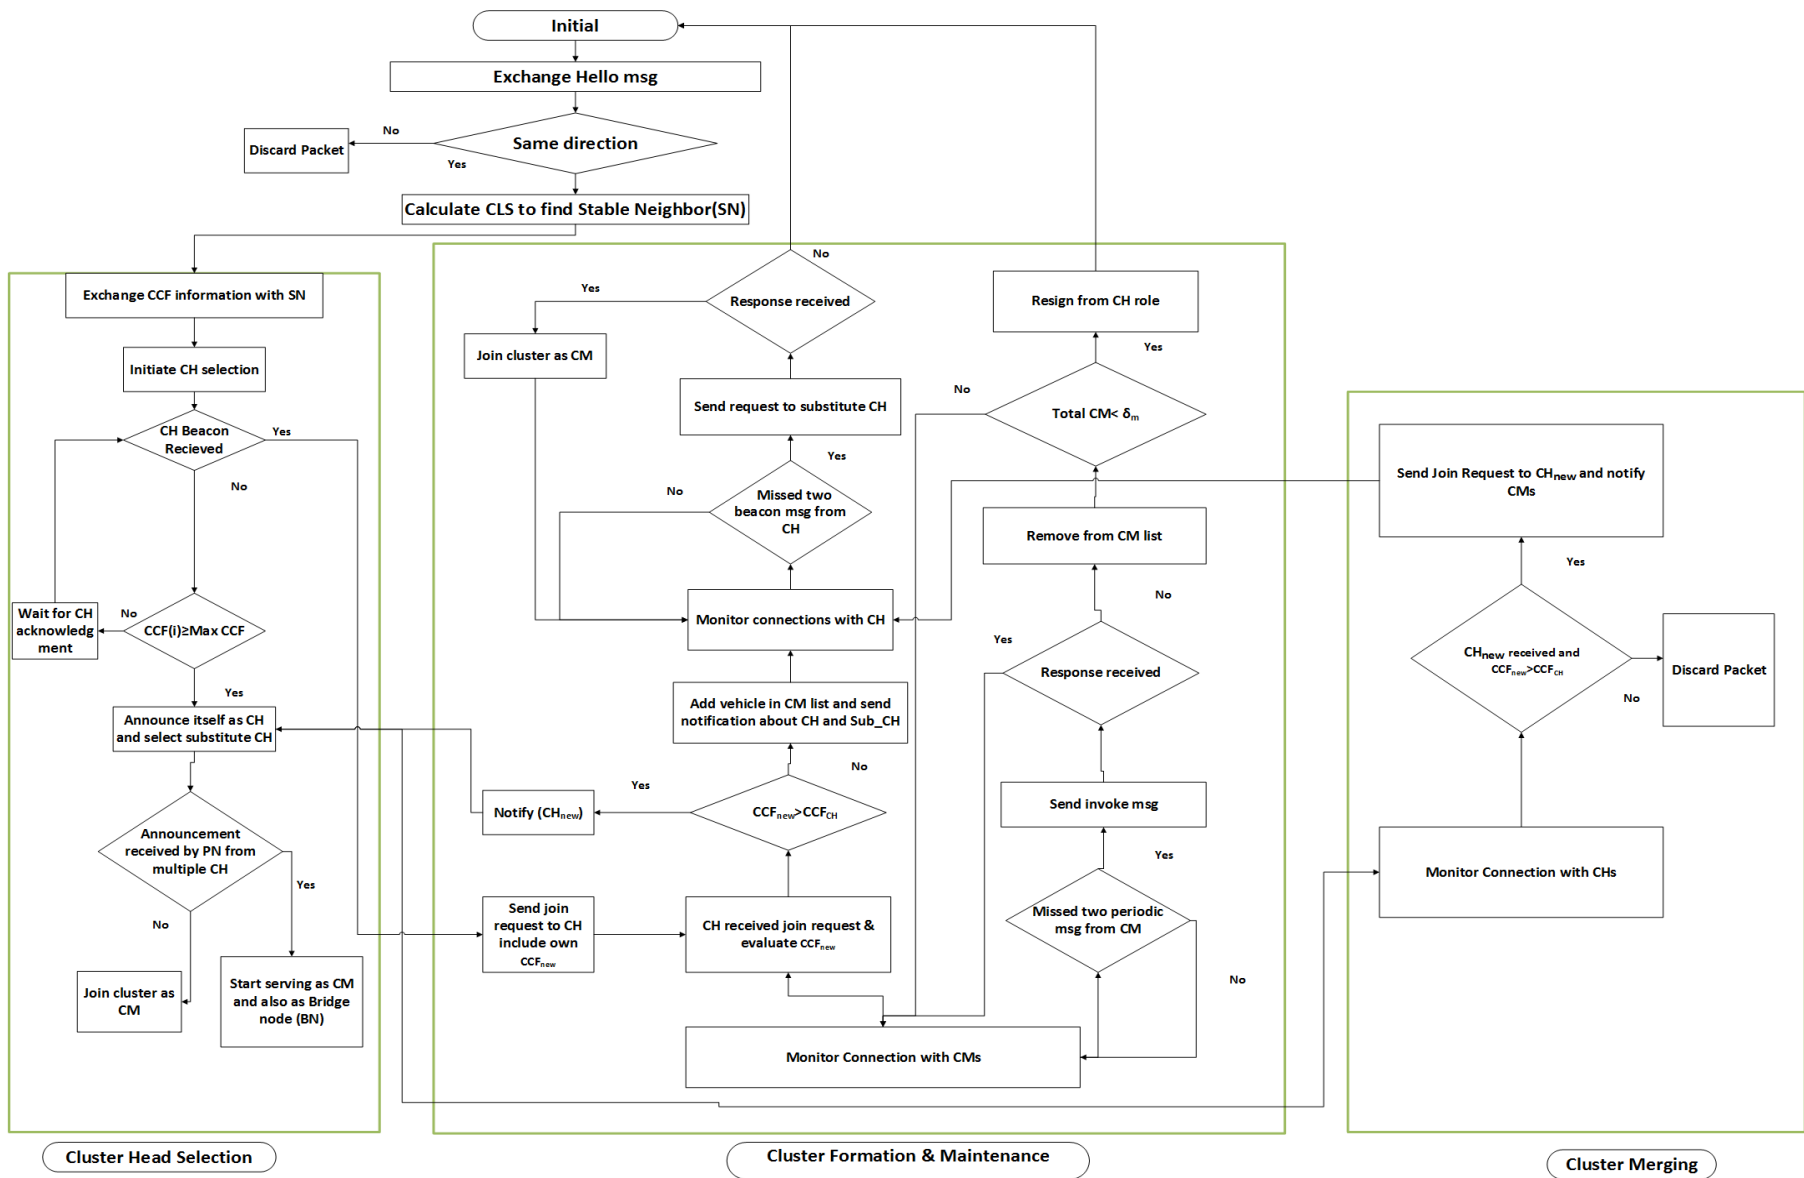 Initial
Exchange Hello msg
Same direction
No
Yes
Discard Packet
Calculate CLS to find Stable Neighbor(SN)
Exchange CCF information with SN
Initiate CH selection
CH Beacon
Recieved
Yes
No
Wait for CH
acknowledg
ment
No
CCF(i)≥Max CCF
Yes
Announce itself as CH
and select substitute CH
Announcement
received by PN from
multiple CH
Yes
No
Join cluster as
CM
Start serving as CM
and also as Bridge
node (BN)
Cluster Head Selection
No
Response received
Yes
Join cluster as CM
Send request to substitute CH
Yes
Missed two
beacon msg from
CH
No
Monitor connections with CH
Add vehicle in CM list and send
notification about CH and Sub_CH
No
Yes
Notify (CHnew)
CCFnew>CCFCH
Send join
request to CH
include own
CCFnew
CH received join request &
evaluate CCFnew
Monitor Connection with CMs
Resign from CH role
Yes
No
Total CM< δm
Remove from CM list
No
Yes
Response received
Send invoke msg
Yes
Missed two periodic
msg from CM
No
Cluster Formation & Maintenance
Send Join Request to CHnew and notify
CMs
Yes
CHnew received and
CCFnew>CCFCH
No
Discard Packet
Monitor Connection with CHs
Cluster Merging